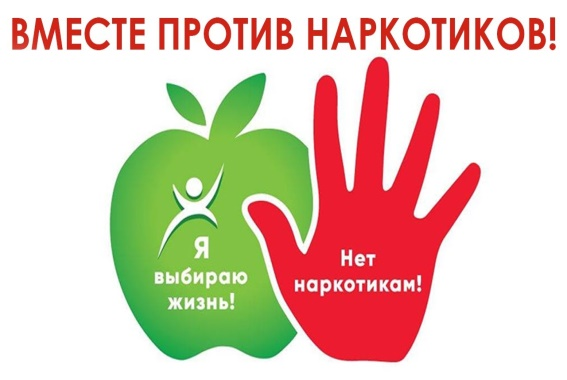 ВМЕСТЕ ПРОТИВ НАРКОТИКОВ!
Я
выбираю
жизнь!
Нет
наркотикам!